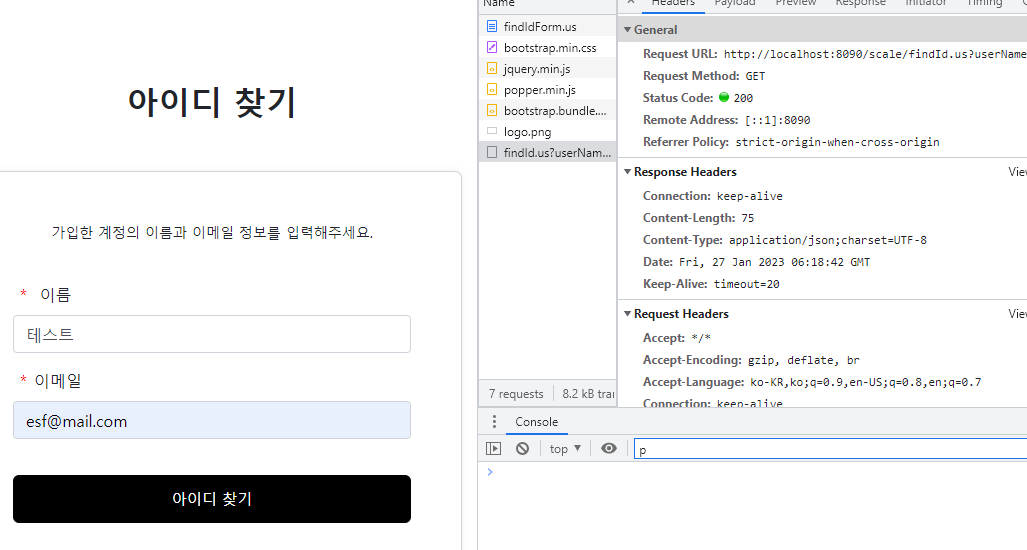 아이디 찾기
가입한 계정의 이름과 이메일 정보를 입력해주세요.
* 이름
테스트
* 이메일
esf@mail.com
아이디 찾기
Name
findIdForm.us
bootstrap.min.css
jquery.min.js
popper.min.js
bootstrap.bundle....
logo.png
findId.us?userNam...
7 requests 8.2 kB tran
Headers Payload Preview Response Initiator Timing
General
Request URL: http://localhost:8090/scale/findId.us?userName
Request Method: GET
Status Code: 200
Remote Address: [::1]:8090
Referrer Policy: strict-origin-when-cross-origin
Response Headers View
Connection: keep-alive
Content-Length: 75
Content-Type: application/json;charset=UTF-8
Date: Fri, 27 Jan 2023 06:18:42 GMT
Keep-Alive: timeout=20
Request Headers View
Accept: */*
Accept-Encoding: gzip, deflate, br
Accept-Language: ko-KR,ko;q=0.9,en-US;q=0.8,en;q=0.7
Connection: keep-alive
Console
top ▼ p